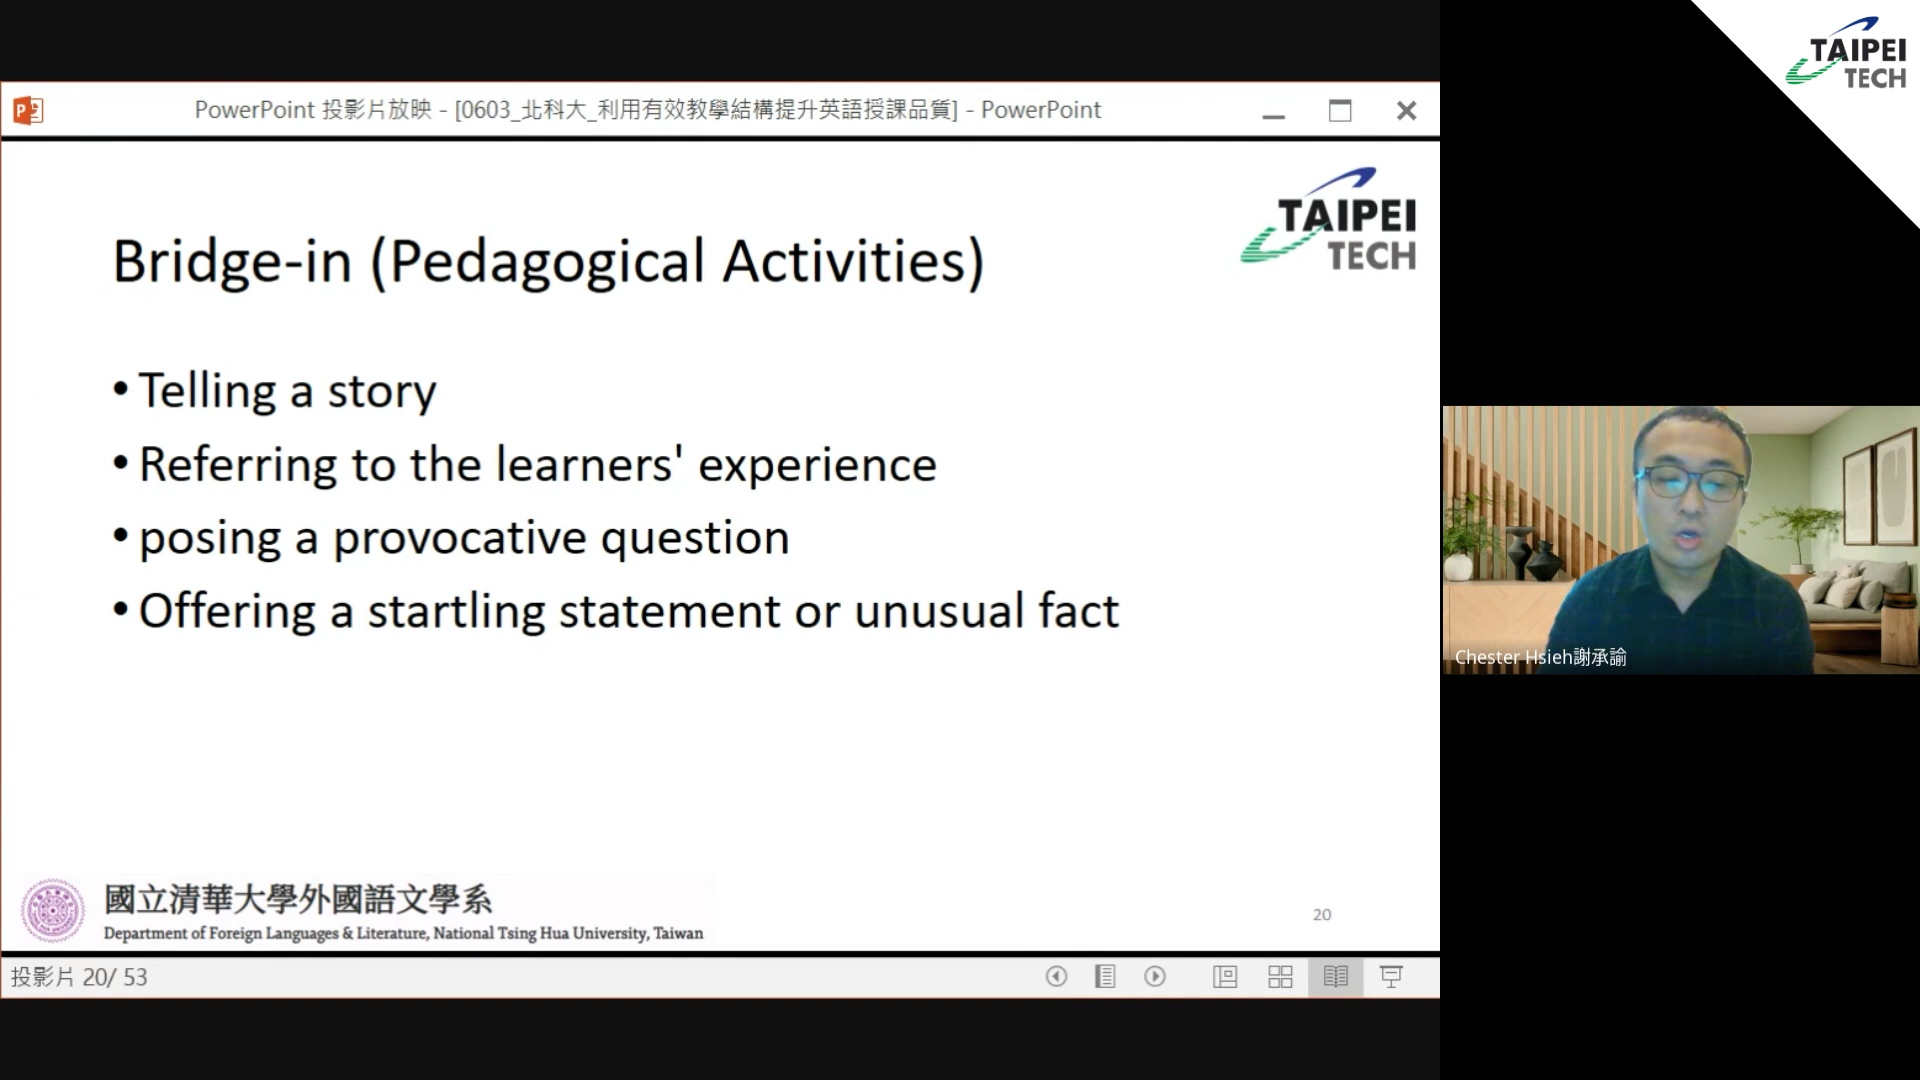 PowerPoint 投影片放映 - [0603_北科大_利用有效教學結構提升英語授課品質] - PowerPoint
TAIPEI
TECH
TAIPEI
TECH
Bridge-in (Pedagogical Activities)
• Telling a story
• Referring to the learners' experience
• posing a provocative question
• Offering a startling statement or unusual fact
Chester Hsieh謝承諭
國立清華大學外國語文學系
Department of Foreign Languages & Literature, National Tsing Hua University, Taiwan
20
投影片 20/ 53